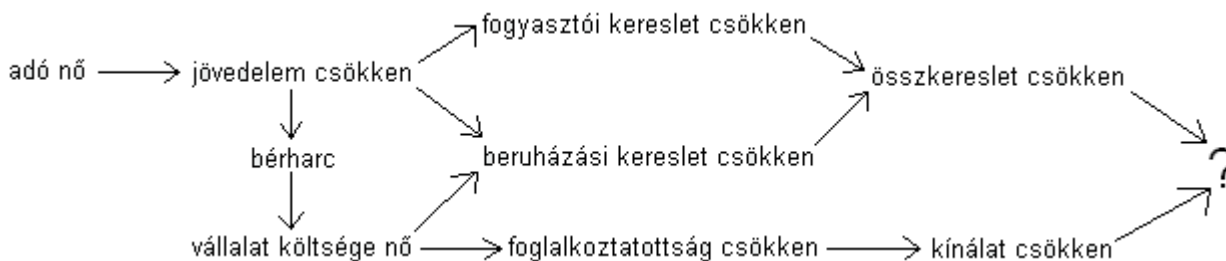 fogyasztói kereslet csökken
adó nő
jövedelem csökken
összkereslet csökken
bérharc
beruházási kereslet csökken
?
vállalat költsége nő
foglalkoztatottság csökken
kínálat csökken